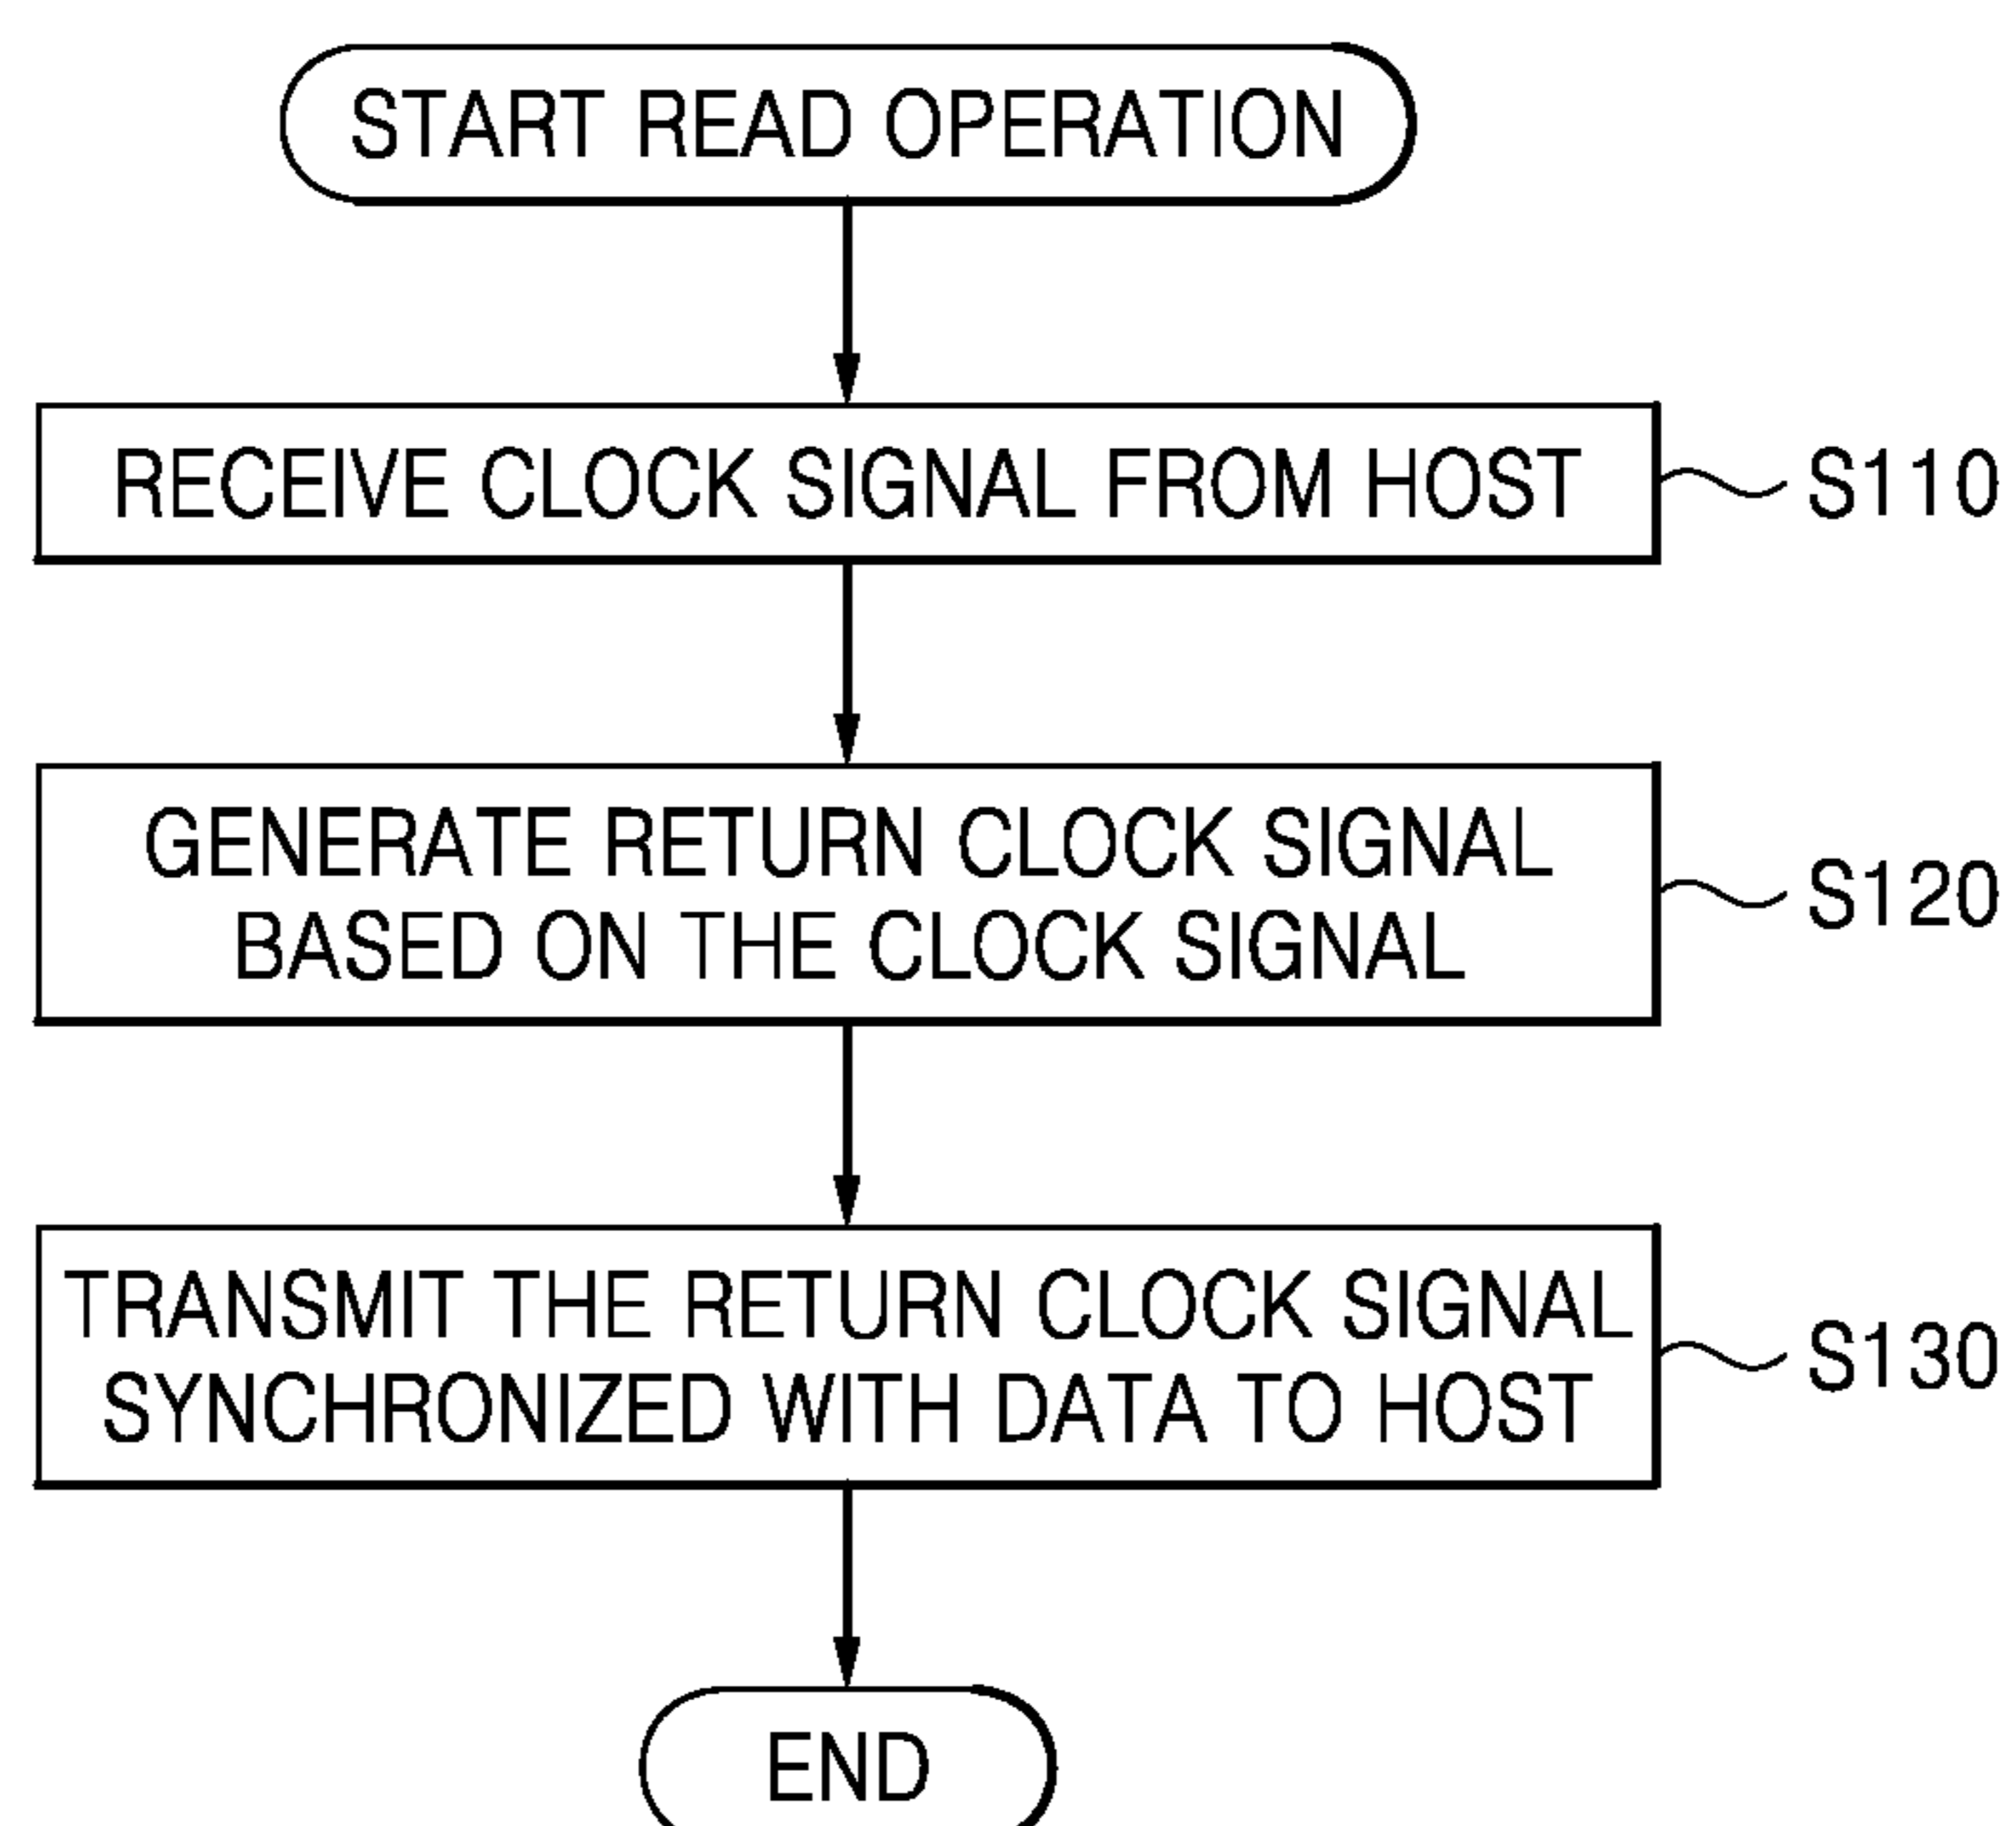 START READ OPERATION
RECEIVE CLOCK SIGNAL FROM HOST
S110
GENERATE RETURN CLOCK SIGNAL
BASED ON THE CLOCK SIGNAL
S120
TRANSMIT THE RETURN CLOCK SIGNAL
SYNCHRONIZED WITH DATA TO HOST
S130
END